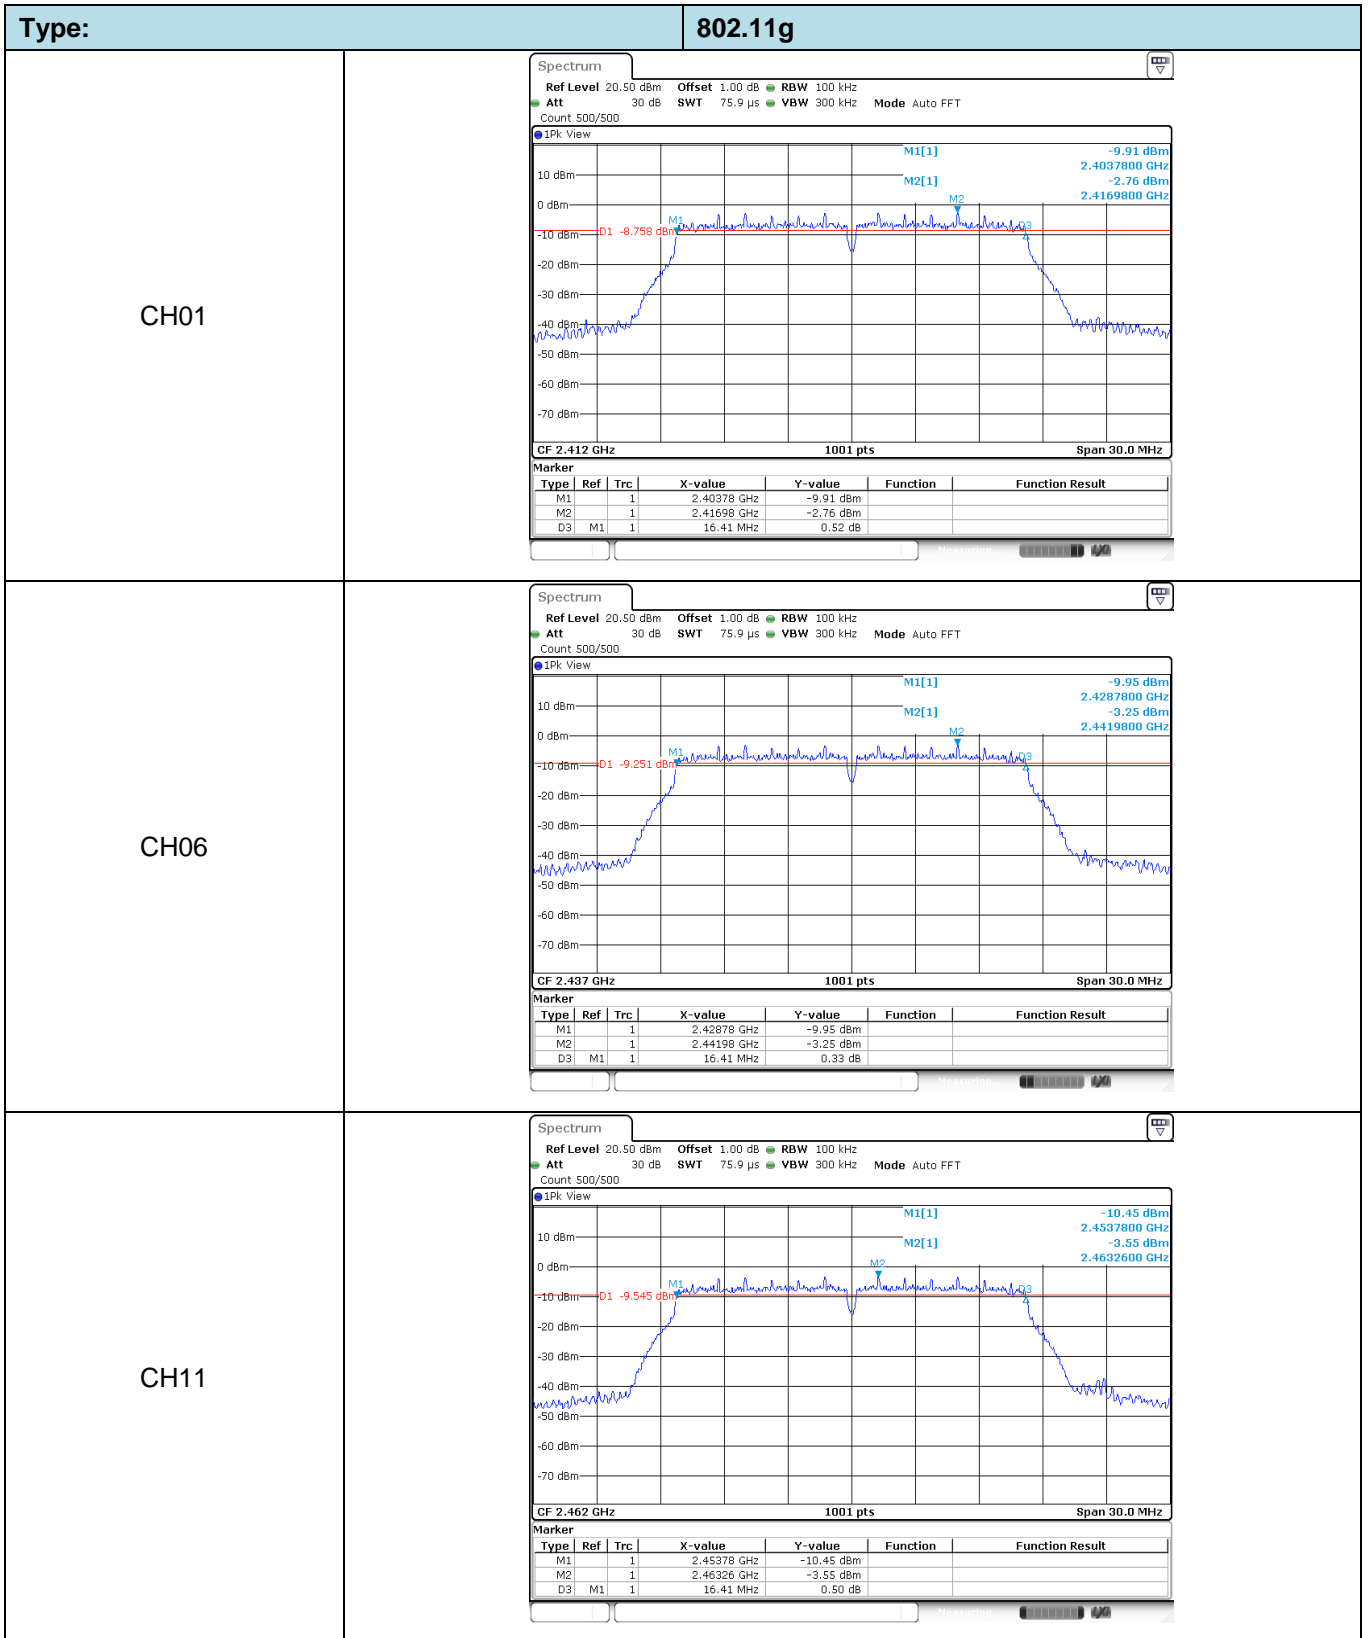 Type: 802.11g
CH01
Spectrum
Ref Level 20.50 dBm Offset 1.00 dB RBW 100 kHz
Att 30 dB SWT 75.9 µs VBW 300 kHz Mode Auto FFT
Count 500/500
1Pk View
M1[1] -9.91 dBm
2.4037800 GHz
10 dBm
M2[1] -2.76 dBm
2.4169800 GHz
M2
0 dBm
M1
D3
D1 -8.758 dBm
-10 dBm
-20 dBm
-30 dBm
-40 dBm
-50 dBm
-60 dBm
-70 dBm
CF 2.412 GHz 1001 pts Span 30.0 MHz
Marker
Type Ref Trc X-value Y-value Function Function Result
M1 1 2.40378 GHz -9.91 dBm
M2 1 2.41698 GHz -2.76 dBm
D3 M1 1 16.41 MHz 0.52 dB
Measuring
CH06
Spectrum
Ref Level 20.50 dBm Offset 1.00 dB RBW 100 kHz
Att 30 dB SWT 75.9 µs VBW 300 kHz Mode Auto FFT
Count 500/500
1Pk View
M1[1] -9.95 dBm
2.4287800 GHz
10 dBm
M2[1] -3.25 dBm
2.4419800 GHz
M2
0 dBm
M1
D3
D1 -9.251 dBm
-10 dBm
-20 dBm
-30 dBm
-40 dBm
-50 dBm
-60 dBm
-70 dBm
CF 2.437 GHz 1001 pts Span 30.0 MHz
Marker
Type Ref Trc X-value Y-value Function Function Result
M1 1 2.42878 GHz -9.95 dBm
M2 1 2.44198 GHz -3.25 dBm
D3 M1 1 16.41 MHz 0.33 dB
Measuring
CH11
Spectrum
Ref Level 20.50 dBm Offset 1.00 dB RBW 100 kHz
Att 30 dB SWT 75.9 µs VBW 300 kHz Mode Auto FFT
Count 500/500
1Pk View
M1[1] -10.45 dBm
2.4537800 GHz
10 dBm
M2[1] -3.55 dBm
2.4632600 GHz
M2
0 dBm
M1
D3
D1 -9.545 dBm
-10 dBm
-20 dBm
-30 dBm
-40 dBm
-50 dBm
-60 dBm
-70 dBm
CF 2.462 GHz 1001 pts Span 30.0 MHz
Marker
Type Ref Trc X-value Y-value Function Function Result
M1 1 2.45378 GHz -10.45 dBm
M2 1 2.46326 GHz -3.55 dBm
D3 M1 1 16.41 MHz 0.50 dB
Measuring